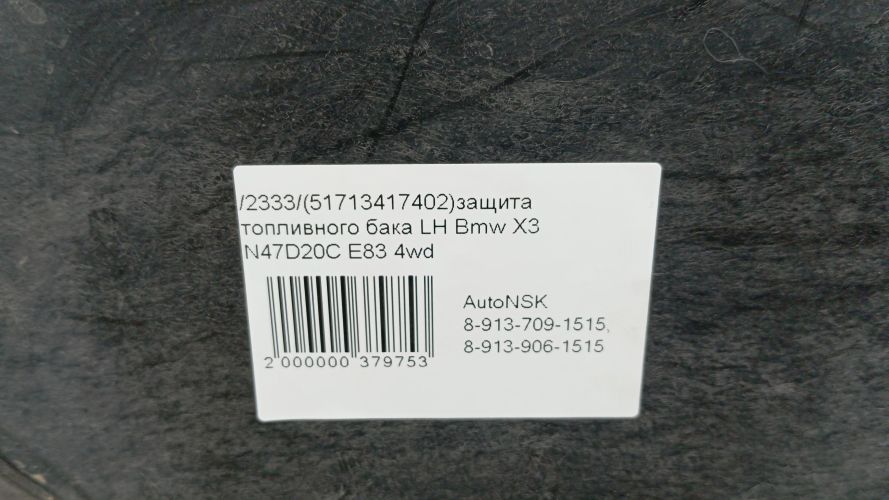 /2333/(51713417402)защита
топливного бака LH Bmw X3
N47D20C E83 4wd
AutoNSK
8-913-709-1515,
8-913-906-1515
2 000000 379753